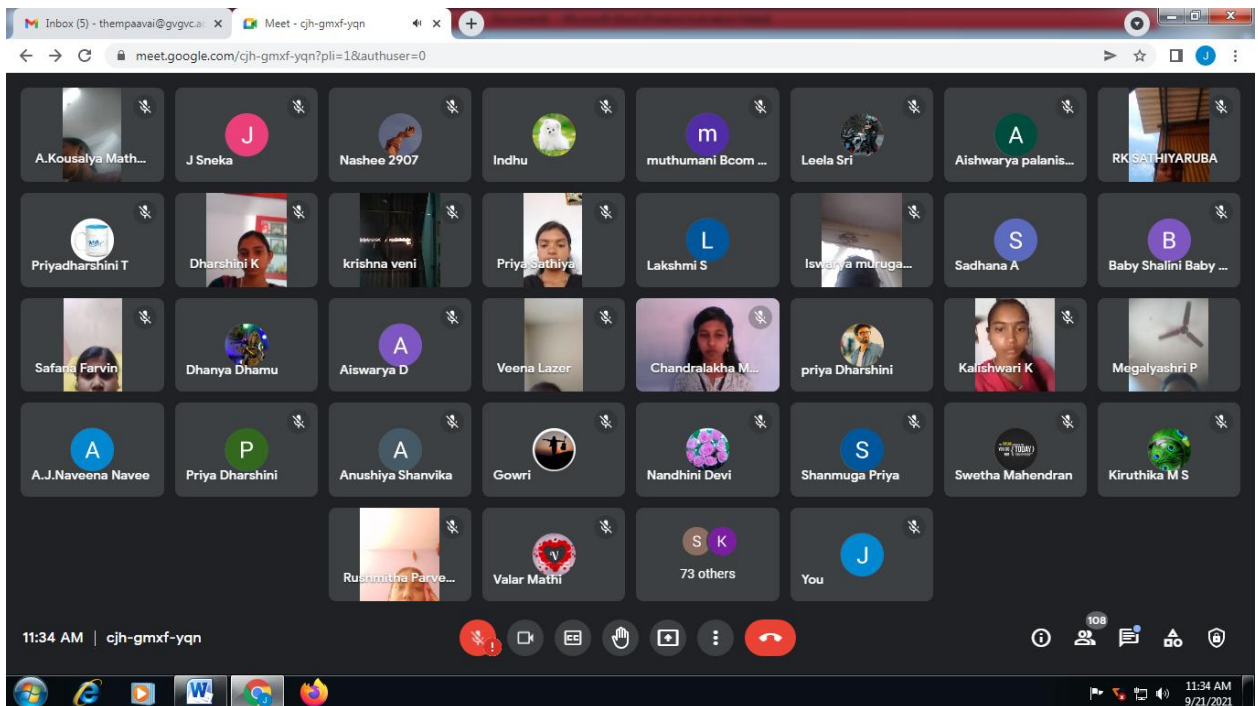 Inbox (5) - thempaavai@gvgvc.a
Meet - cjh-gmxf-yqn
meet.google.com/cjh-gmxf-yqn?pli=1&authuser=0
J
A.Kousalya Math...
J
J Sneka
Nashee 2907
Indhu
m
muthumani Bcom ...
Leela Sri
A
Aishwarya palanis...
RK SATHIYARUBA
Priyadharshini T
Dharshini K
krishna veni
Priya Sathiya
L
Lakshmi S
Iswarya muruga...
S
Sadhana A
B
Baby Shalini Baby ...
Safana Farvin
Dhanya Dhamu
A
Aiswarya D
Veena Lazer
Chandralakha M...
priya Dharshini
Kalishwari K
Megalyashri P
A
A.J.Naveena Navee
P
Priya Dharshini
A
Anushiya Shanvika
Gowri
Nandhini Devi
S
Shanmuga Priya
TODAY
Swetha Mahendran
Kiruthika M S
Rushmitha Parve...
V
Valar Mathi
S K
73 others
J
You
11:34 AM | cjh-gmxf-yqn
CC
108
11:34 AM
9/21/2021